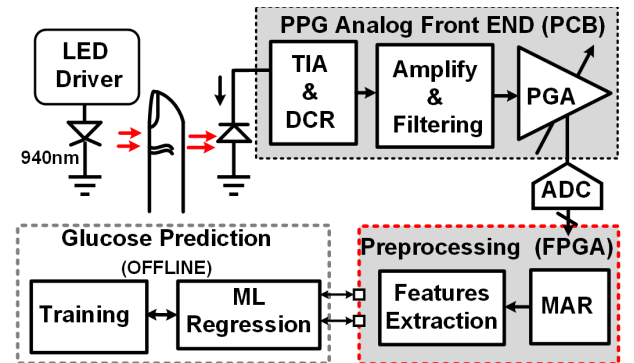 PPG Analog Front END (PCB)
LED
Driver
TIA
&
DCR
Amplify
&
Filtering
PGA
940nm
ADC
Glucose Prediction
(OFFLINE)
Training
ML
Regression
Preprocessing (FPGA)
Features
Extraction
MAR